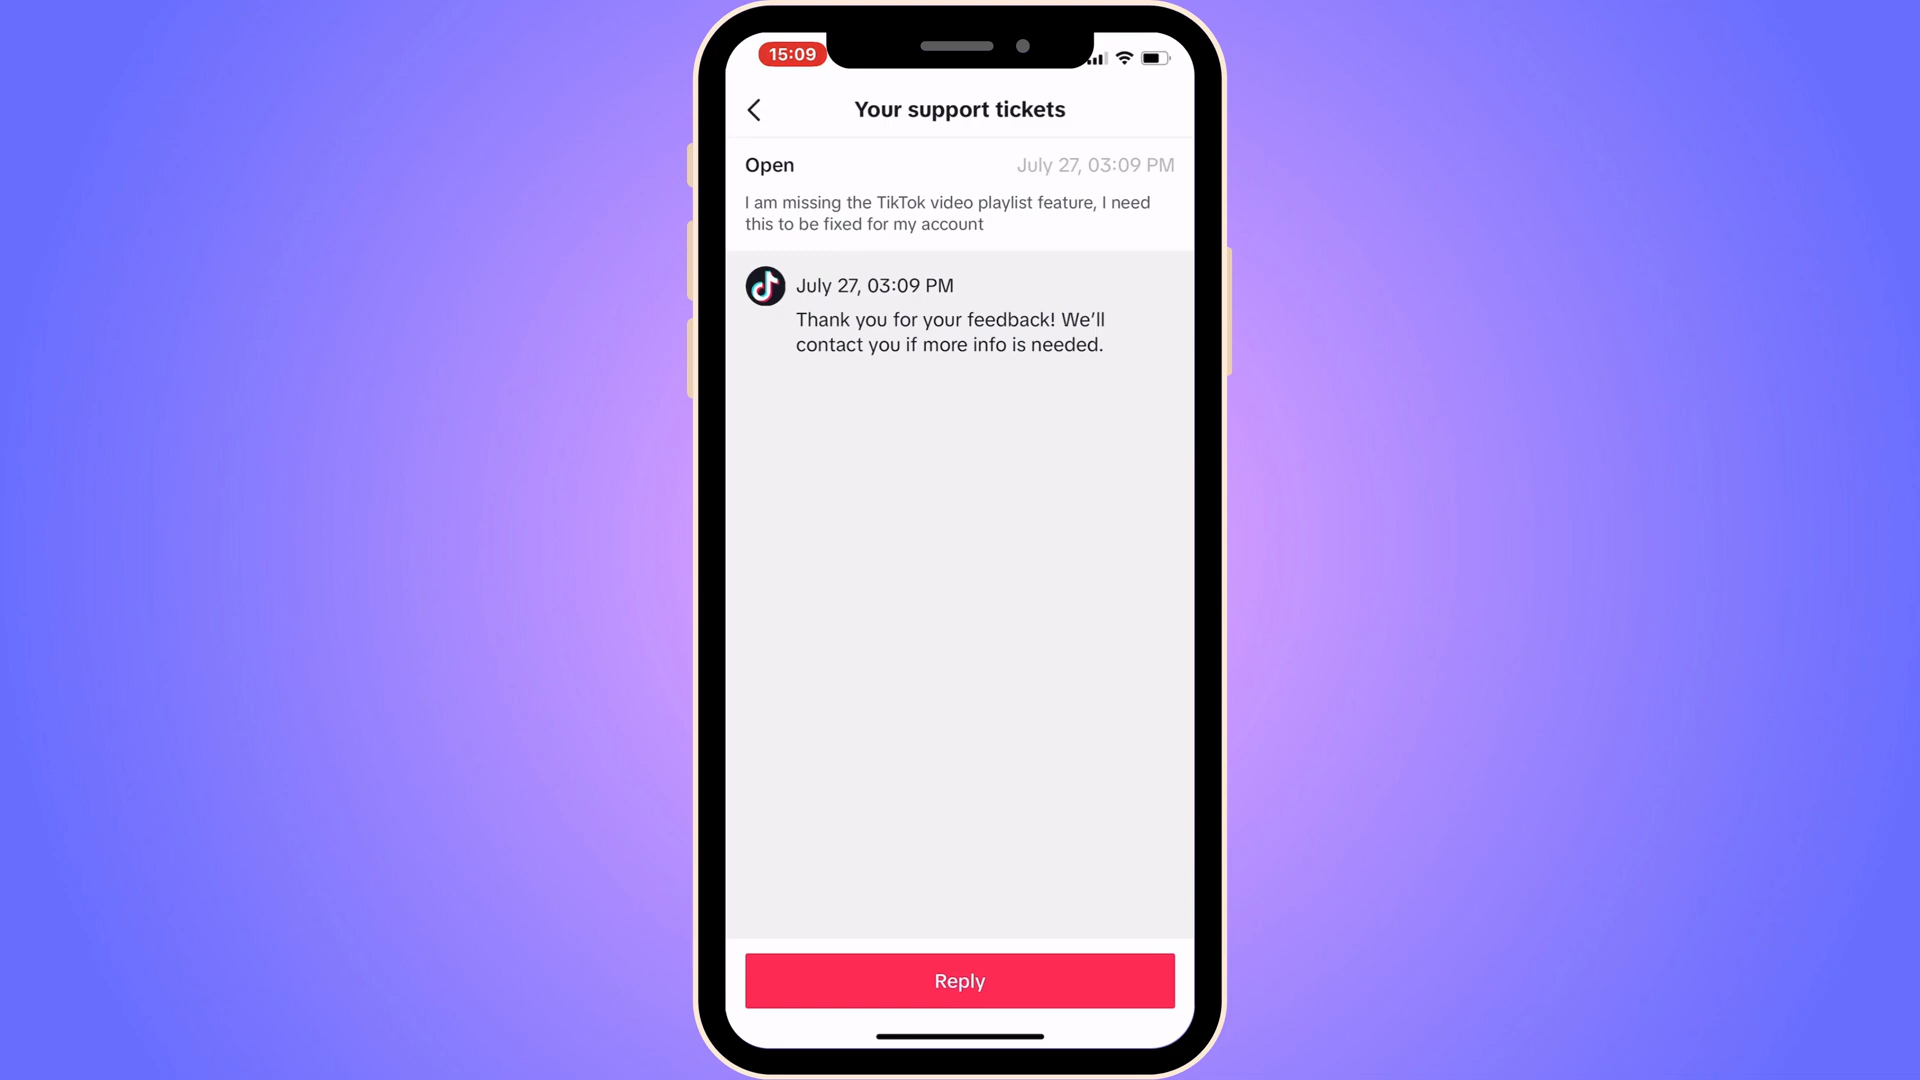 15:09
Your support tickets
Open July 27, 03:09 PM
I am missing the TikTok video playlist feature, I need
this to be fixed for my account
July 27, 03:09 PM
Thank you for your feedback! We’ll
contact you if more info is needed.
Reply